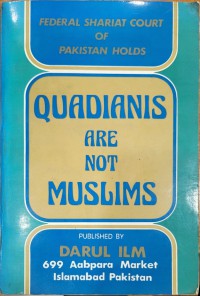 FEDERAL SHARIAT COURT
OF
PAKISTAN HOLDS
QUADIANIS
ARE
NOT
MUSLIMS
PUBLISHED BY
DARUL ILM
699 Aabpara Market
Islamabad Pakistan